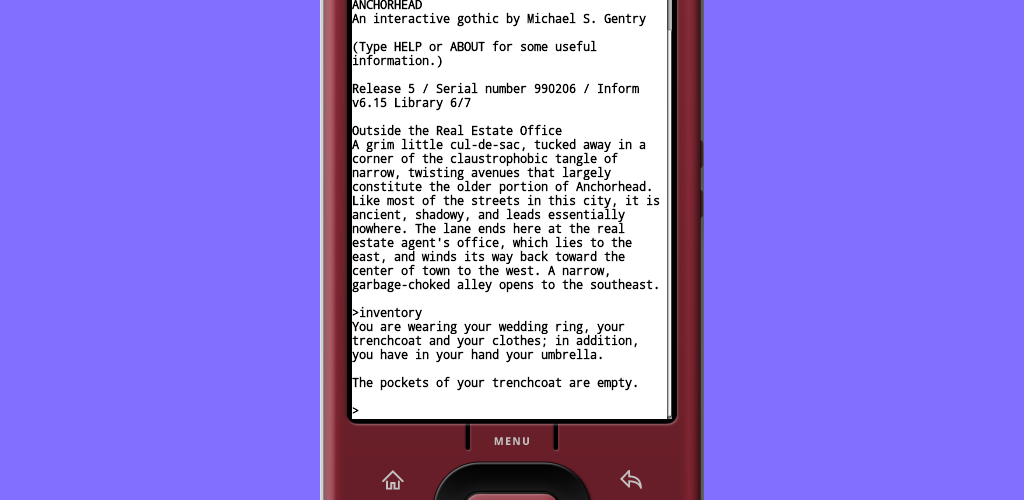 ANCHORHEAD
An interactive gothic by Michael S. Gentry
(Type HELP or ABOUT for some useful
information.)
Release 5 / Serial number 990206 / Inform
v6.15 Library 6/7
Outside the Real Estate Office
A grim little cul-de-sac, tucked away in a
corner of the claustrophobic tangle of
narrow, twisting avenues that largely
constitute the older portion of Anchorhead.
Like most of the streets in this city, it is
ancient, shadowy, and leads essentially
nowhere. The lane ends here at the real
estate agent's office, which lies to the
east, and winds its way back toward the
center of town to the west. A narrow,
garbage-choked alley opens to the southeast.
>inventory
You are wearing your wedding ring, your
trenchcoat and your clothes; in addition,
you have in your hand your umbrella.
The pockets of your trenchcoat are empty.
>
MENU